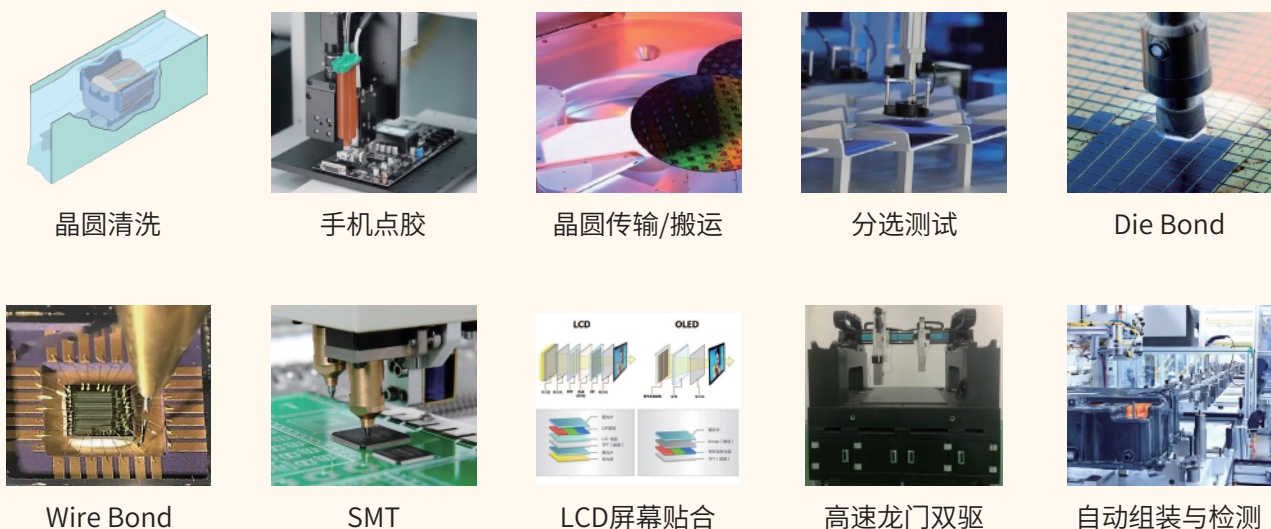 晶圆清洗
手机点胶
晶圆传输/搬运
分选测试
Die Bond
LCD
OLED
Wire Bond
SMT
LCD屏幕贴合
高速龙门双驱
自动组装与检测